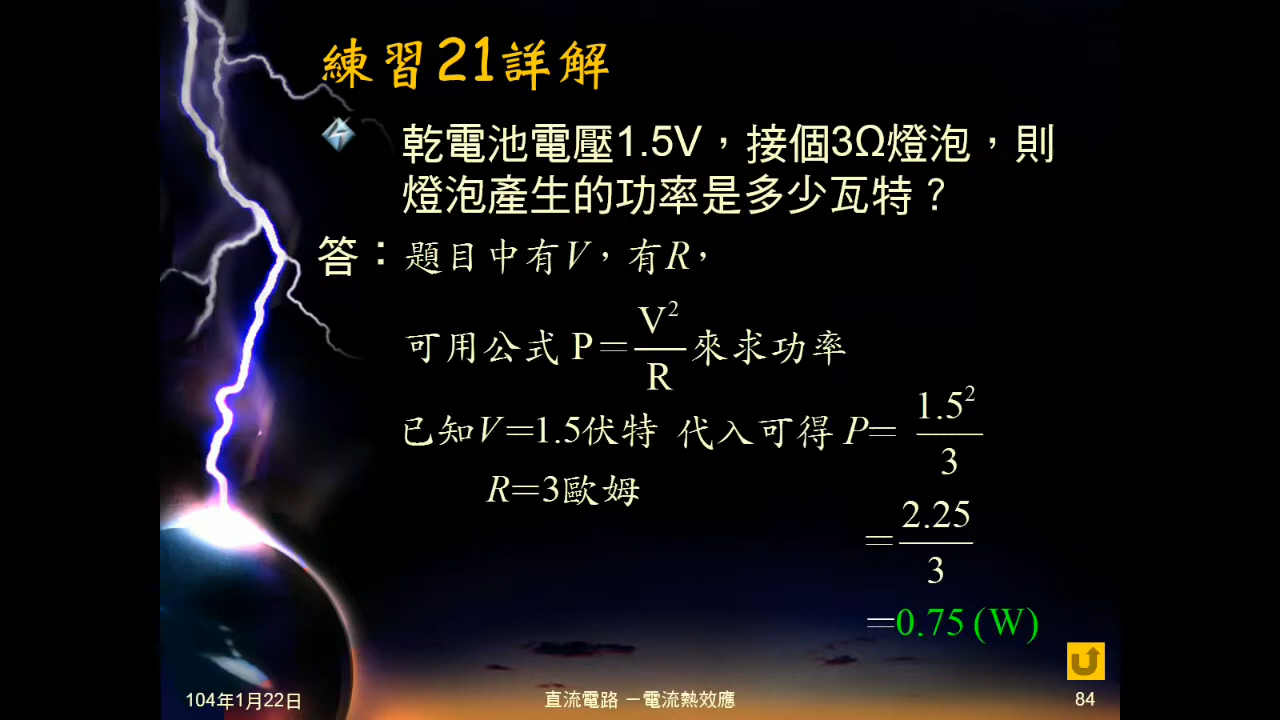 練習21詳解
乾電池電壓1.5V，接個3Ω燈泡，則
燈泡產生的功率是多少瓦特？
答：題目中有V，有R，
可用公式 P＝V²/R 來求功率
已知V＝1.5伏特 代入可得 P＝ 1.5²/3
R＝3歐姆
＝2.25/3
＝0.75 (W)
104年1月22日
直流電路 －電流熱效應
84